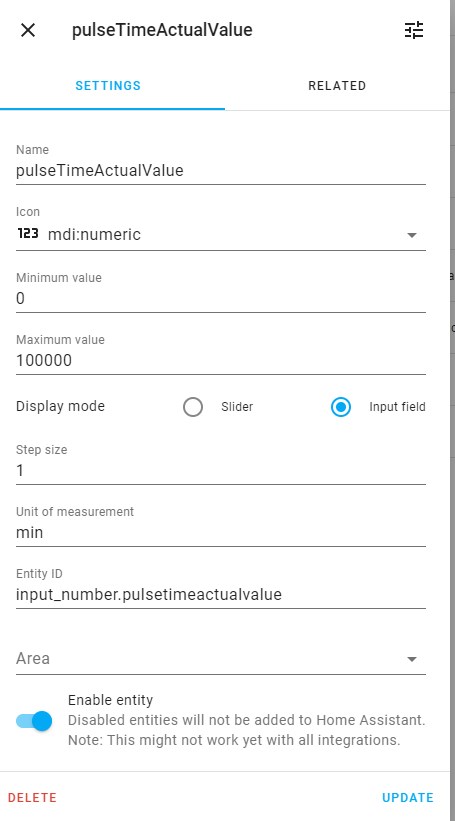 pulseTimeActualValue
SETTINGS
RELATED
Name
pulseTimeActualValue
Icon
123 mdi:numeric
Minimum value
0
Maximum value
100000
Display mode Slider Input field
Step size
1
Unit of measurement
min
Entity ID
input_number.pulsetimeactualvalue
Area
Enable entity
Disabled entities will not be added to Home Assistant.
Note: This might not work yet with all integrations.
DELETE
UPDATE